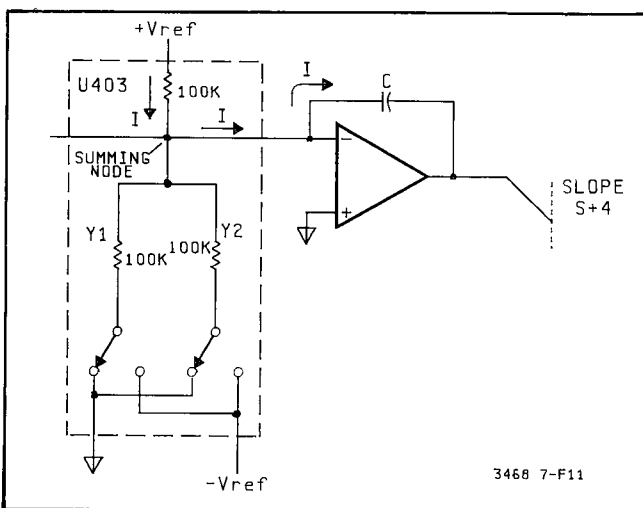 +Vref
U403
100K
I
I
I
C
SUMMING
NODE
−
+
SLOPE
S+4
Y1
100K
100K
Y2
-Vref
3468 7-F11